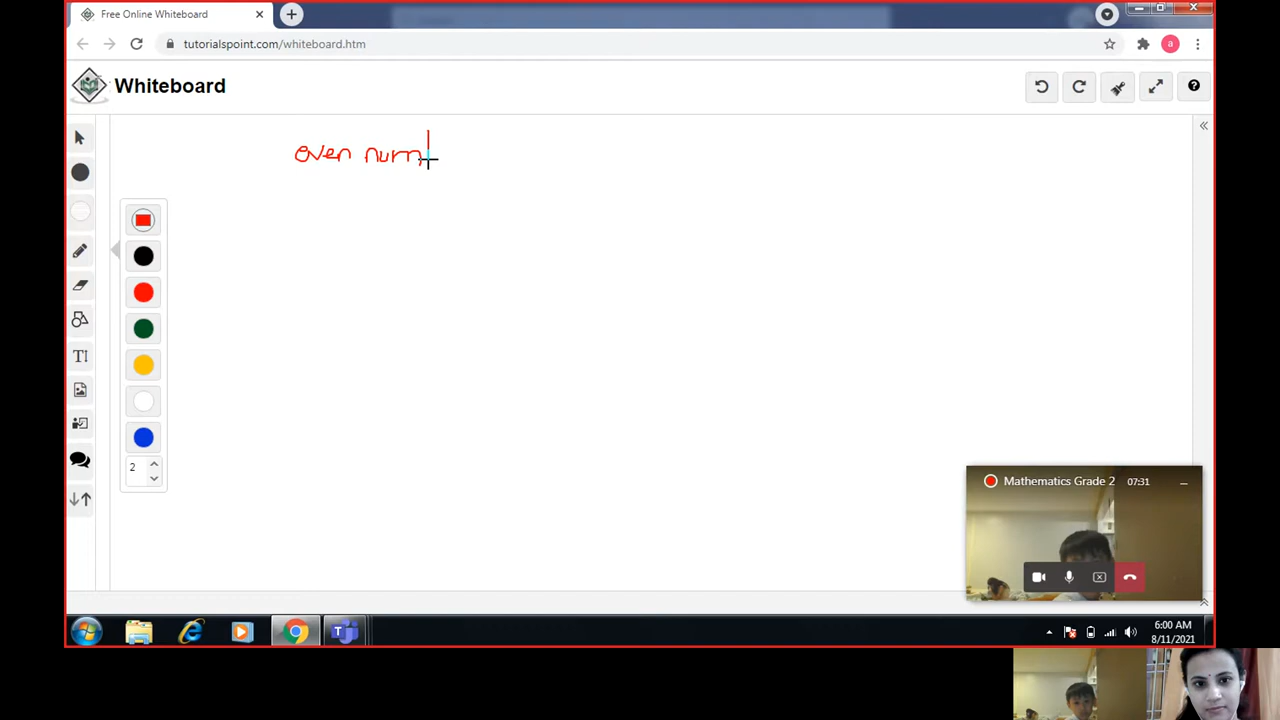 Free Online Whiteboard
tutorialspoint.com/whiteboard.htm
a
Whiteboard
?
even num
TI
2
Mathematics Grade 2 07:31
6:00 AM
8/11/2021